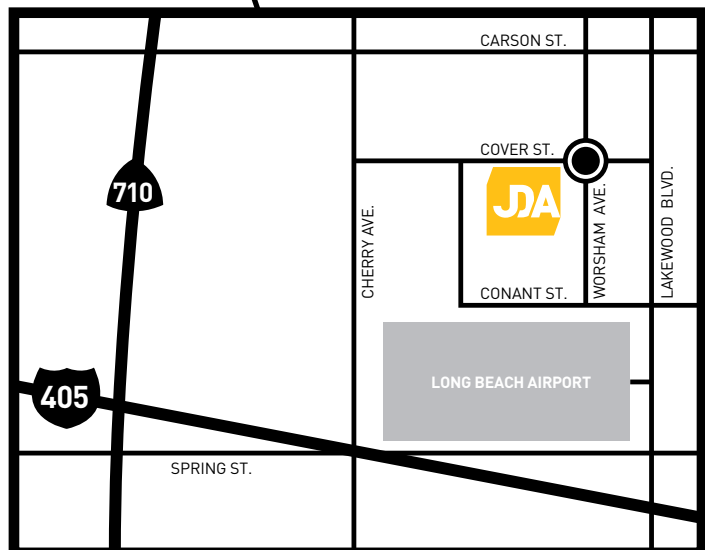 CARSON ST.
COVER ST.
710
JDA
CHERRY AVE.
WORSHAM AVE.
LAKEWOOD BLVD.
CONANT ST.
405
LONG BEACH AIRPORT
SPRING ST.